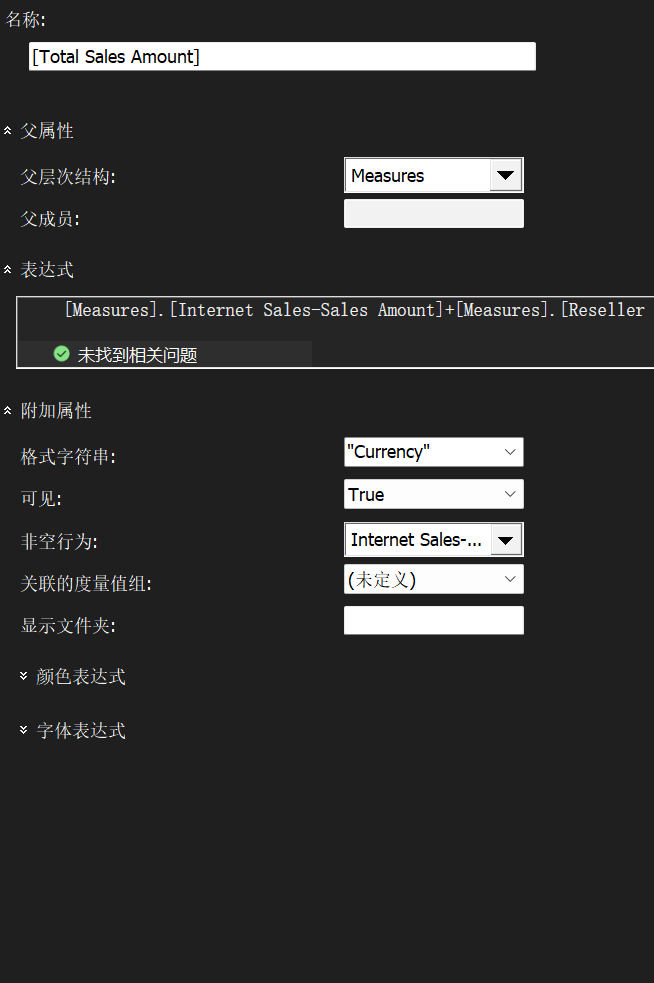 名称:
[Total Sales Amount]
父属性
父层次结构: Measures
父成员:
表达式
[Measures].[Internet Sales-Sales Amount]+[Measures].[Reseller
未找到相关问题
附加属性
格式字符串: "Currency"
可见: True
非空行为: Internet Sales-...
关联的度量值组: (未定义)
显示文件夹:
颜色表达式
字体表达式